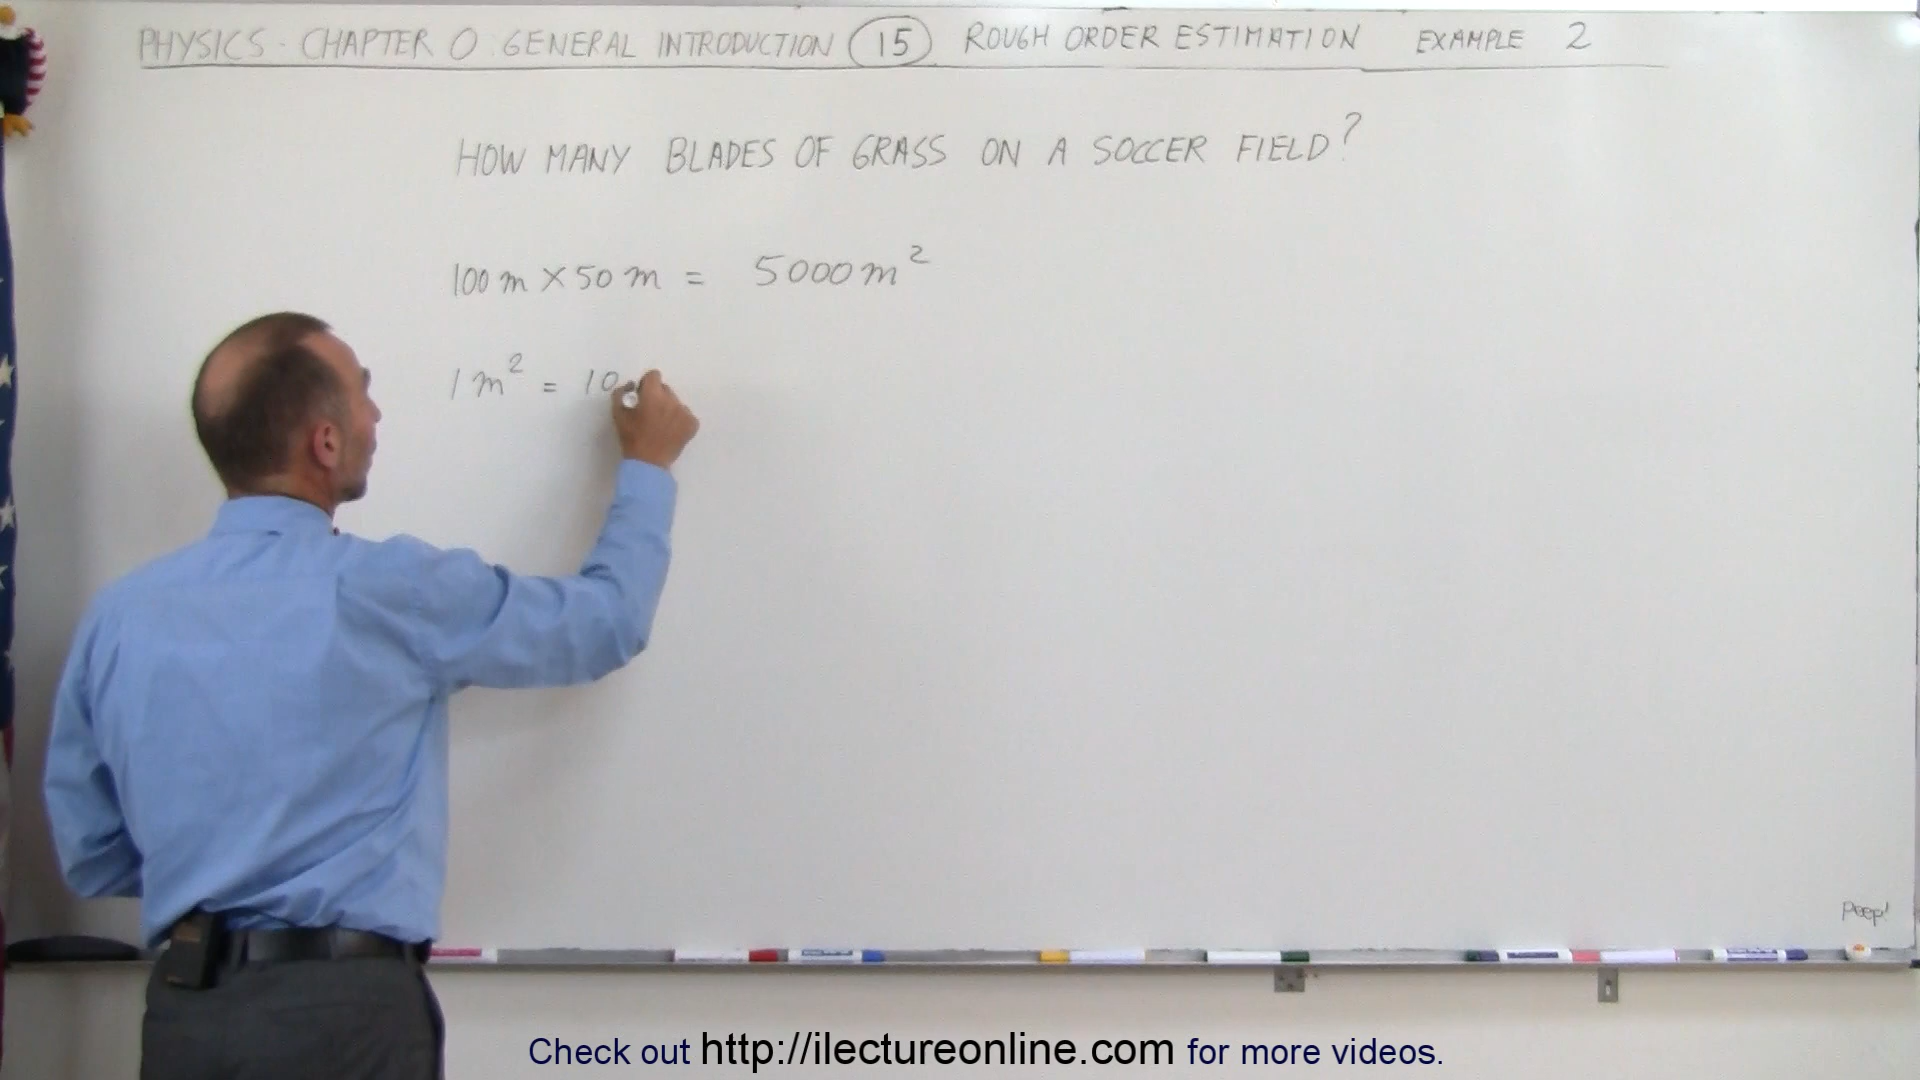 PHYSICS - CHAPTER 0: GENERAL INTRODUCTION 15 ROUGH ORDER ESTIMATION EXAMPLE 2
HOW MANY BLADES OF GRASS ON A SOCCER FIELD?
100 m × 50 m = 5000 m²
1 m² = 10
Peep!
Check out http://ilectureonline.com for more videos.